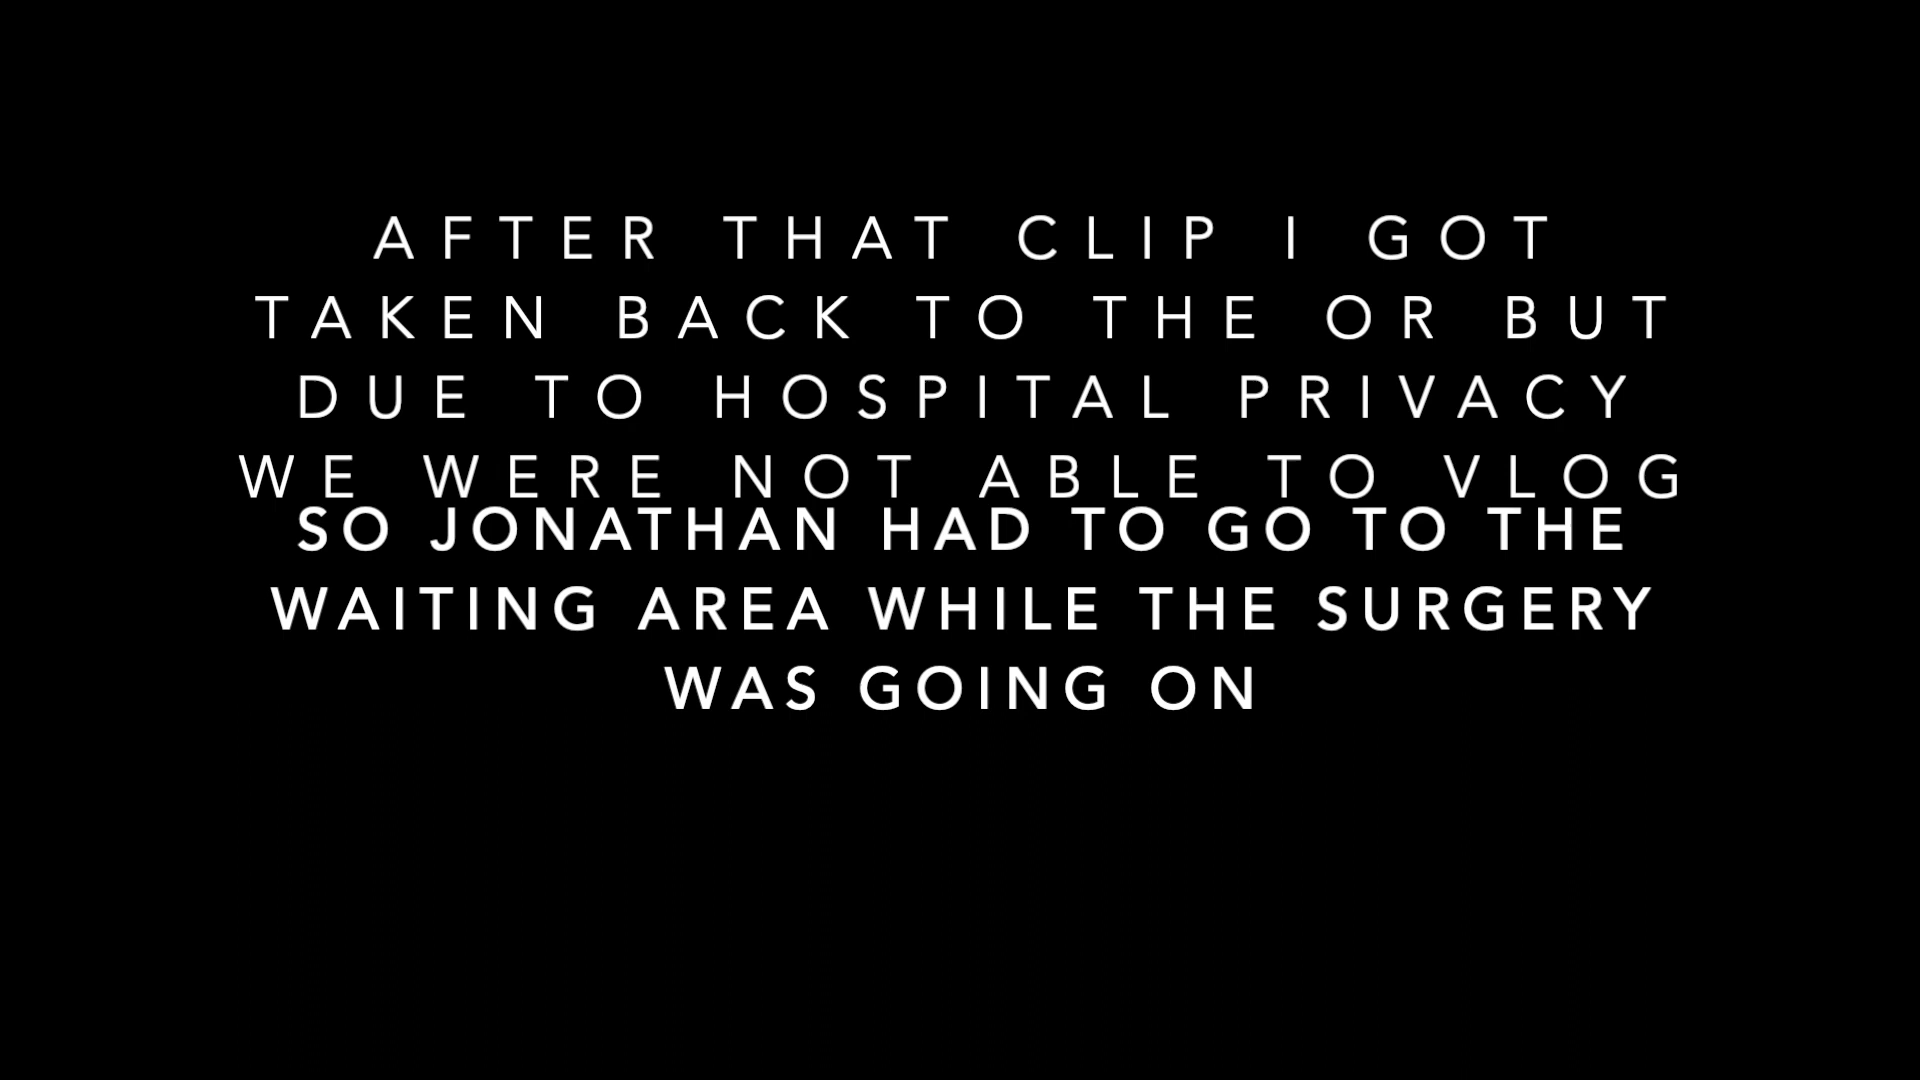 AFTER THAT CLIP I GOT
TAKEN BACK TO THE OR BUT
DUE TO HOSPITAL PRIVACY
WE WERE NOT ABLE TO VLOG
SO JONATHAN HAD TO GO TO THE
WAITING AREA WHILE THE SURGERY
WAS GOING ON